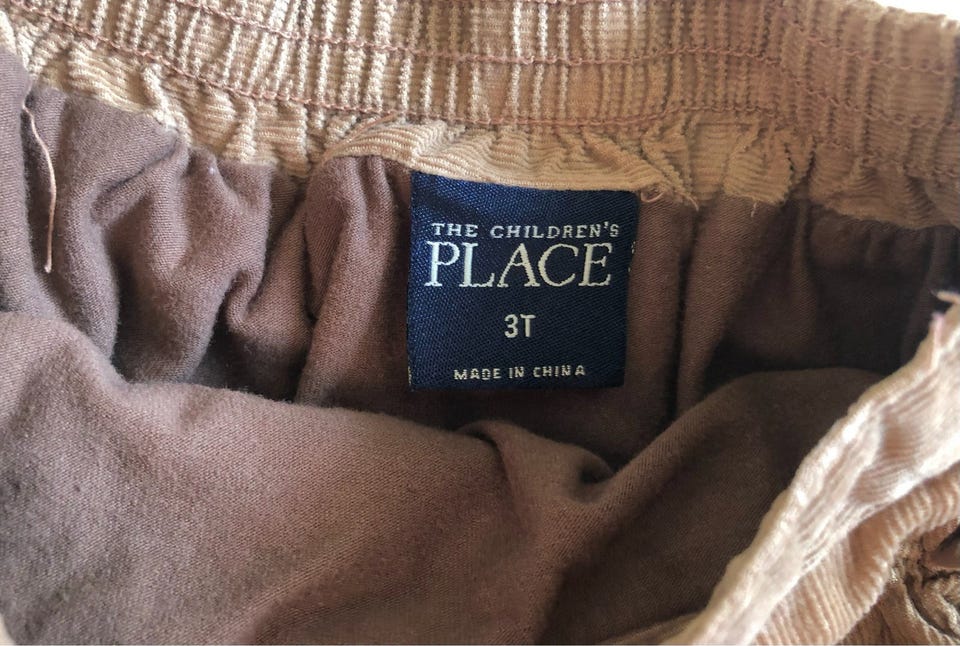 THE CHILDREN'S
PLACE
3T
MADE IN CHINA